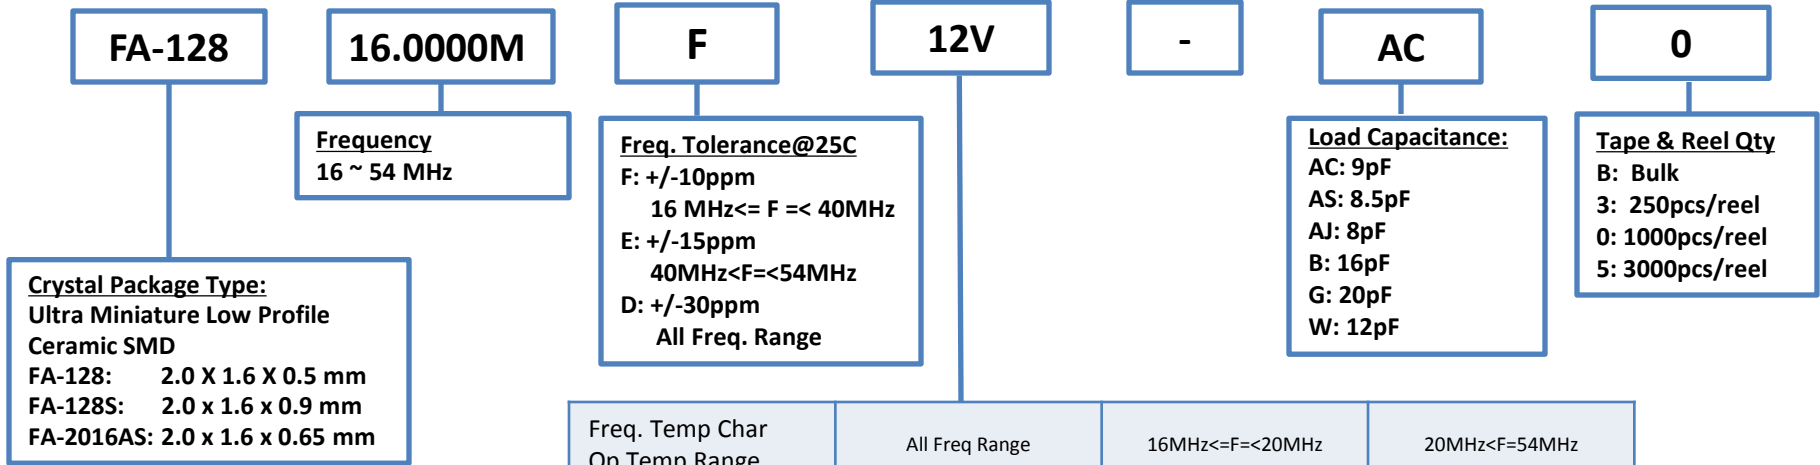 FA-128 16.0000M F 12V - AC 0
Frequency
16 ~ 54 MHz
Freq. Tolerance@25C
F: +/-10ppm
16 MHz<= F =< 40MHz
E: +/-15ppm
40MHz<F=<54MHz
D: +/-30ppm
All Freq. Range
Load Capacitance:
AC: 9pF
AS: 8.5pF
AJ: 8pF
B: 16pF
G: 20pF
W: 12pF
Tape & Reel Qty
B: Bulk
3: 250pcs/reel
0: 1000pcs/reel
5: 3000pcs/reel
Crystal Package Type:
Ultra Miniature Low Profile
Ceramic SMD
FA-128: 2.0 X 1.6 X 0.5 mm
FA-128S: 2.0 x 1.6 x 0.9 mm
FA-2016AS: 2.0 x 1.6 x 0.65 mm
Freq. Temp Char
Op Temp Range
All Freq Range
16MHz<=F=<20MHz
20MHz<F=54MHz